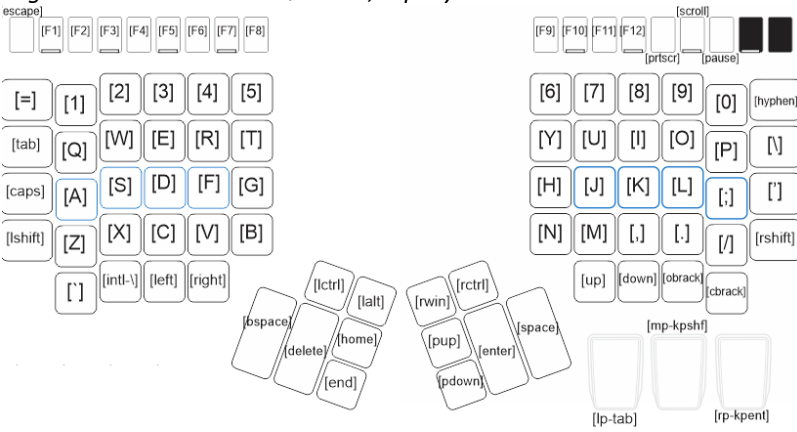 escape]
[scroll]
[F1] [F2] [F3] [F4] [F5] [F6] [F7] [F8] [F9] [F10] [F11] [F12]
[prtscr] [pause]
[=] [1] [2] [3] [4] [5] [6] [7] [8] [9] [0] [hyphen]
[tab] [Q] [W] [E] [R] [T] [Y] [U] [I] [O] [P] [\]
[caps] [A] [S] [D] [F] [G] [H] [J] [K] [L] [;] [']
[lshift] [Z] [X] [C] [V] [B] [N] [M] [,] [.] [/] [rshift]
[`] [intl-\] [left] [right] [up] [down] [obrack] [cbrack]
[lctrl] [lalt] [rwin] [rctrl]
[bspace] [delete] [home] [pup] [enter] [space]
[end] [pdown]
[mp-kpshf]
[lp-tab] [rp-kpent]